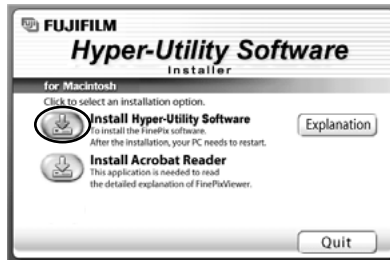 FUJIFILM
Hyper-Utility Software
Installer
for Macintosh
Click to select an installation option.
Install Hyper-Utility Software
To install the FinePix software.
After the installation, your PC needs to restart.
Explanation
Install Acrobat Reader
This application is needed to read
the detailed explanation of FinePixViewer.
Quit